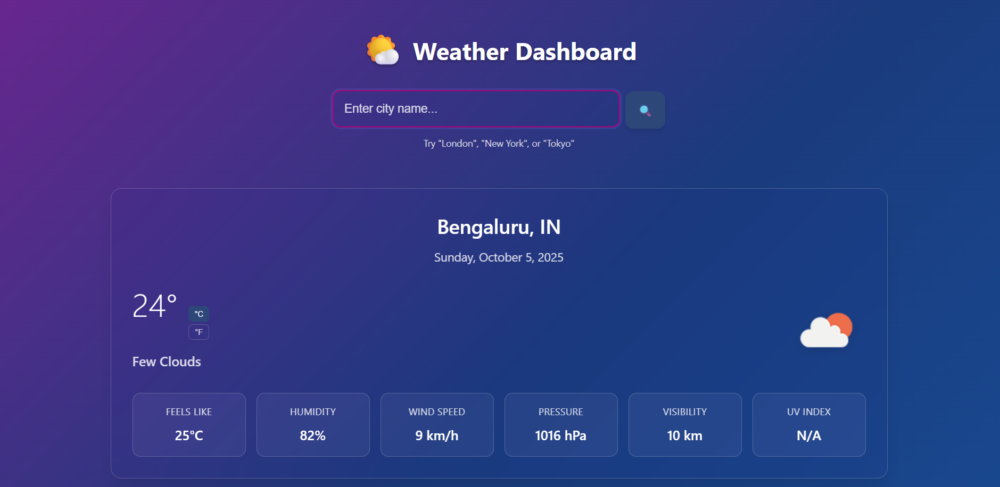 Weather Dashboard
Enter city name...
Try "London", "New York", or "Tokyo"
Bengaluru, IN
Sunday, October 5, 2025
24°
°C
°F
Few Clouds
FEELS LIKE
25°C
HUMIDITY
82%
WIND SPEED
9 km/h
PRESSURE
1016 hPa
VISIBILITY
10 km
UV INDEX
N/A